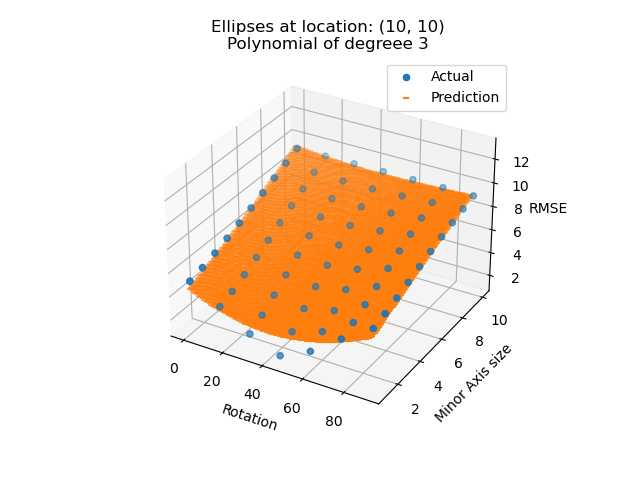 Ellipses at location: (10, 10)
Polynomial of degreee 3
Actual
Prediction
12
10
8
6
4
2
RMSE
10
8
6
4
2
Minor Axis size
0
20
40
60
80
Rotation